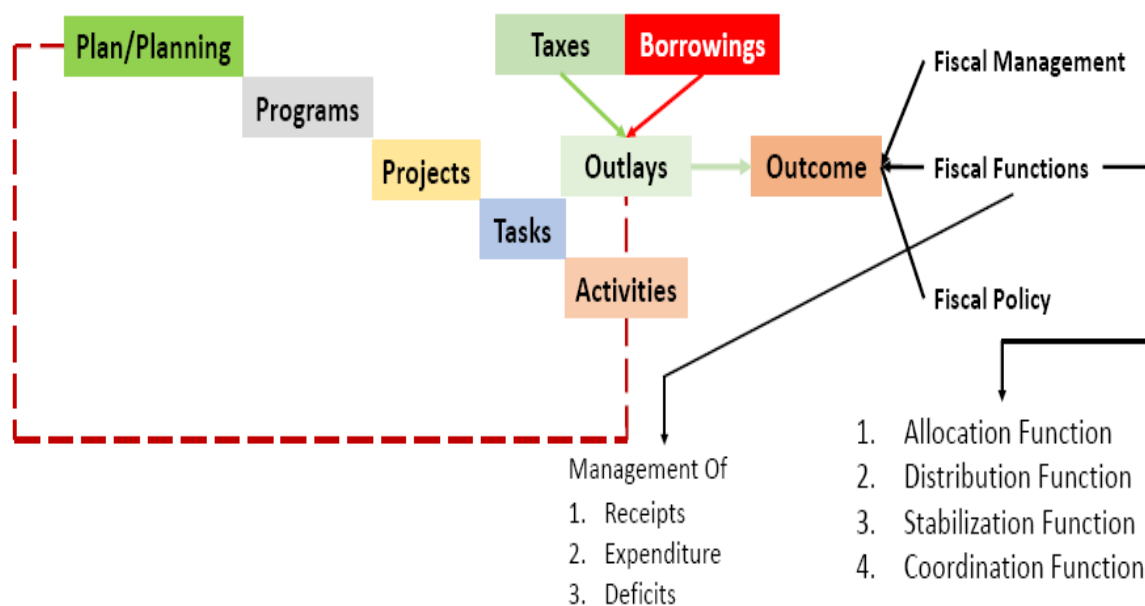 Plan/Planning
Taxes
Borrowings
Fiscal Management
Programs
Projects
Outlays
Outcome
Fiscal Functions
Tasks
Activities
Fiscal Policy
Management Of
1. Receipts
2. Expenditure
3. Deficits
1. Allocation Function
2. Distribution Function
3. Stabilization Function
4. Coordination Function